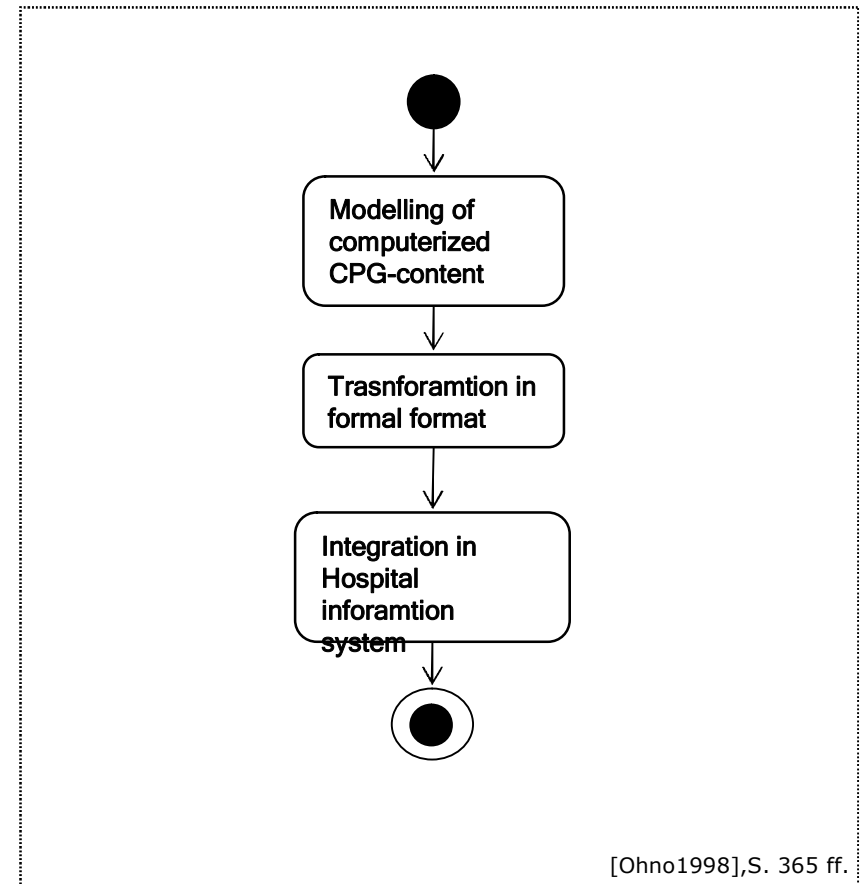 Modelling of
computerized
CPG-content
Trasnforamtion in
formal format
Integration in
Hospital
inforamtion
system
[Ohno1998],S. 365 ff.